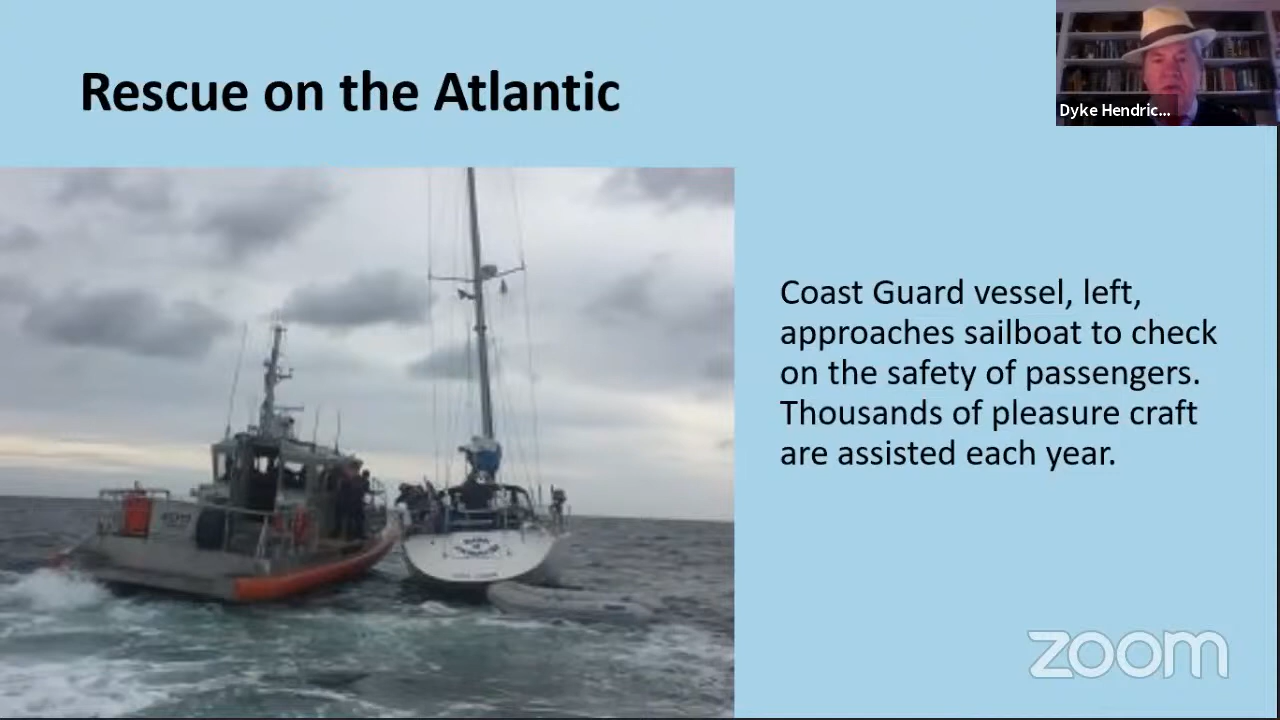 Rescue on the Atlantic
Dyke Hendric...
Coast Guard vessel, left,
approaches sailboat to check
on the safety of passengers.
Thousands of pleasure craft
are assisted each year.
zoom